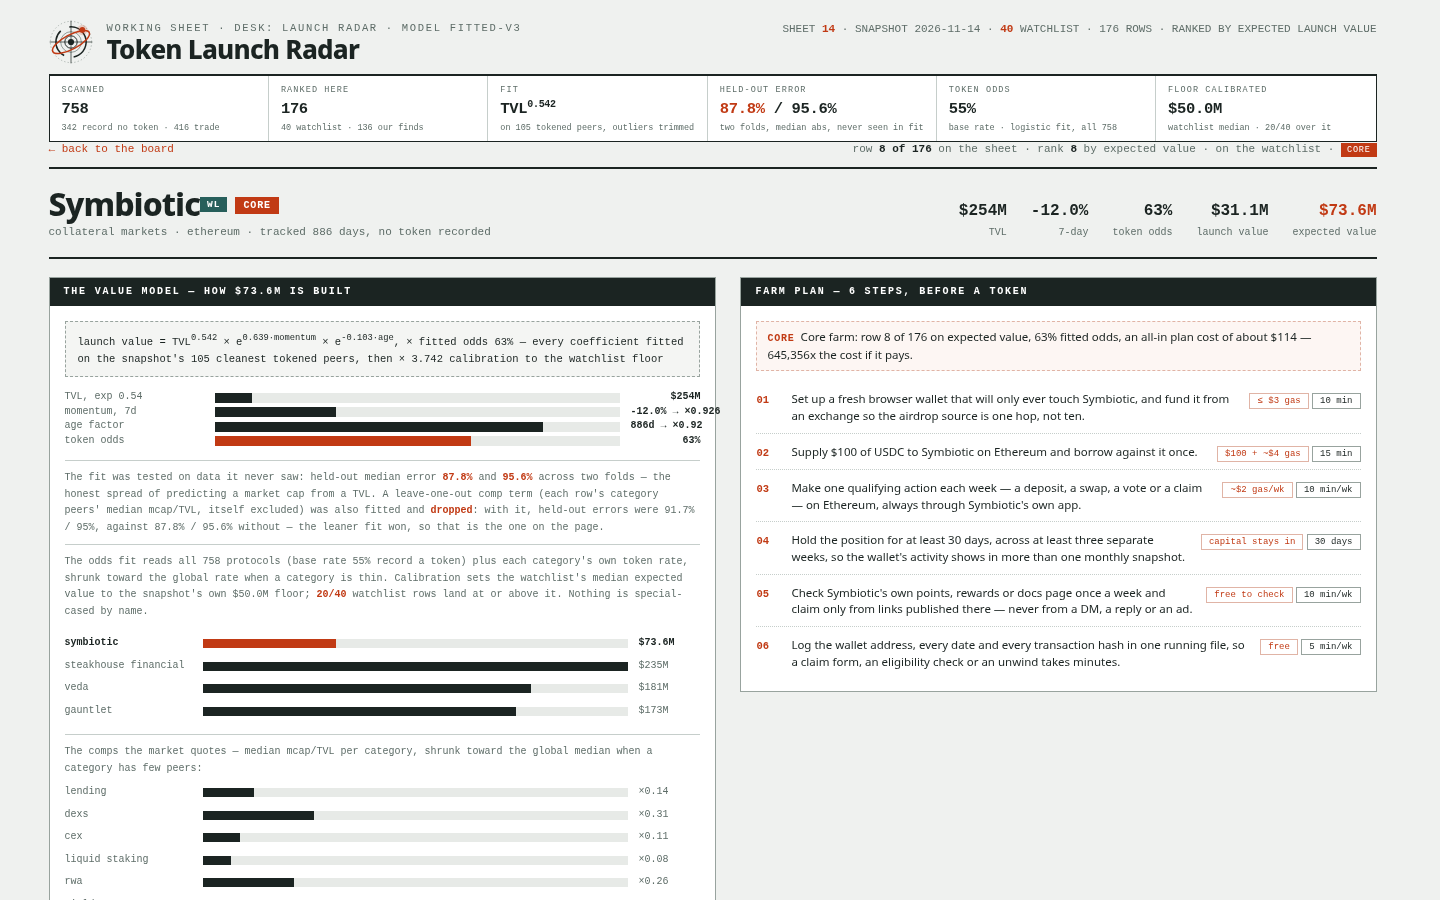 WORKING SHEET · DESK: LAUNCH RADAR · MODEL FITTED-V3
Token Launch Radar
SHEET 14 · SNAPSHOT 2026-11-14 · 40 WATCHLIST · 176 ROWS · RANKED BY EXPECTED LAUNCH VALUE
SCANNED
758
342 record no token · 416 trade
RANKED HERE
176
40 watchlist · 136 our finds
FIT
TVL0.542
on 105 tokened peers, outliers trimmed
HELD-OUT ERROR
87.8% / 95.6%
two folds, median abs, never seen in fit
TOKEN ODDS
55%
base rate · logistic fit, all 758
FLOOR CALIBRATED
$50.0M
watchlist median · 20/40 over it
← back to the board
row 8 of 176 on the sheet · rank 8 by expected value · on the watchlist · CORE
Symbiotic WL CORE
collateral markets · ethereum · tracked 886 days, no token recorded
$254M
TVL
-12.0%
7-day
63%
token odds
$31.1M
launch value
$73.6M
expected value
THE VALUE MODEL — HOW $73.6M IS BUILT
launch value = TVL0.542 × e0.639·momentum × e-0.103·age, × fitted odds 63% — every coefficient fitted
on the snapshot's 105 cleanest tokened peers, then × 3.742 calibration to the watchlist floor
TVL, exp 0.54 $254M
momentum, 7d -12.0% → ×0.926
age factor 886d → ×0.92
token odds 63%
The fit was tested on data it never saw: held-out median error 87.8% and 95.6% across two folds — the
honest spread of predicting a market cap from a TVL. A leave-one-out comp term (each row's category
peers' median mcap/TVL, itself excluded) was also fitted and dropped: with it, held-out errors were 91.7%
/ 95%, against 87.8% / 95.6% without — the leaner fit won, so that is the one on the page.
The odds fit reads all 758 protocols (base rate 55% record a token) plus each category's own token rate,
shrunk toward the global rate when a category is thin. Calibration sets the watchlist's median expected
value to the snapshot's own $50.0M floor; 20/40 watchlist rows land at or above it. Nothing is special-
cased by name.
symbiotic $73.6M
steakhouse financial $235M
veda $181M
gauntlet $173M
The comps the market quotes — median mcap/TVL per category, shrunk toward the global median when a
category has few peers:
lending ×0.14
dexs ×0.31
cex ×0.11
liquid staking ×0.08
rwa ×0.26
FARM PLAN — 6 STEPS, BEFORE A TOKEN
CORE Core farm: row 8 of 176 on expected value, 63% fitted odds, an all-in plan cost of about $114 —
645,356x the cost if it pays.
01 Set up a fresh browser wallet that will only ever touch Symbiotic, and fund it from
an exchange so the airdrop source is one hop, not ten.
≤ $3 gas 10 min
02 Supply $100 of USDC to Symbiotic on Ethereum and borrow against it once.
$100 + ~$4 gas 15 min
03 Make one qualifying action each week — a deposit, a swap, a vote or a claim
— on Ethereum, always through Symbiotic's own app.
~$2 gas/wk 10 min/wk
04 Hold the position for at least 30 days, across at least three separate
weeks, so the wallet's activity shows in more than one monthly snapshot.
capital stays in 30 days
05 Check Symbiotic's own points, rewards or docs page once a week and
claim only from links published there — never from a DM, a reply or an ad.
free to check 10 min/wk
06 Log the wallet address, every date and every transaction hash in one running file, so
a claim form, an eligibility check or an unwind takes minutes.
free 5 min/wk